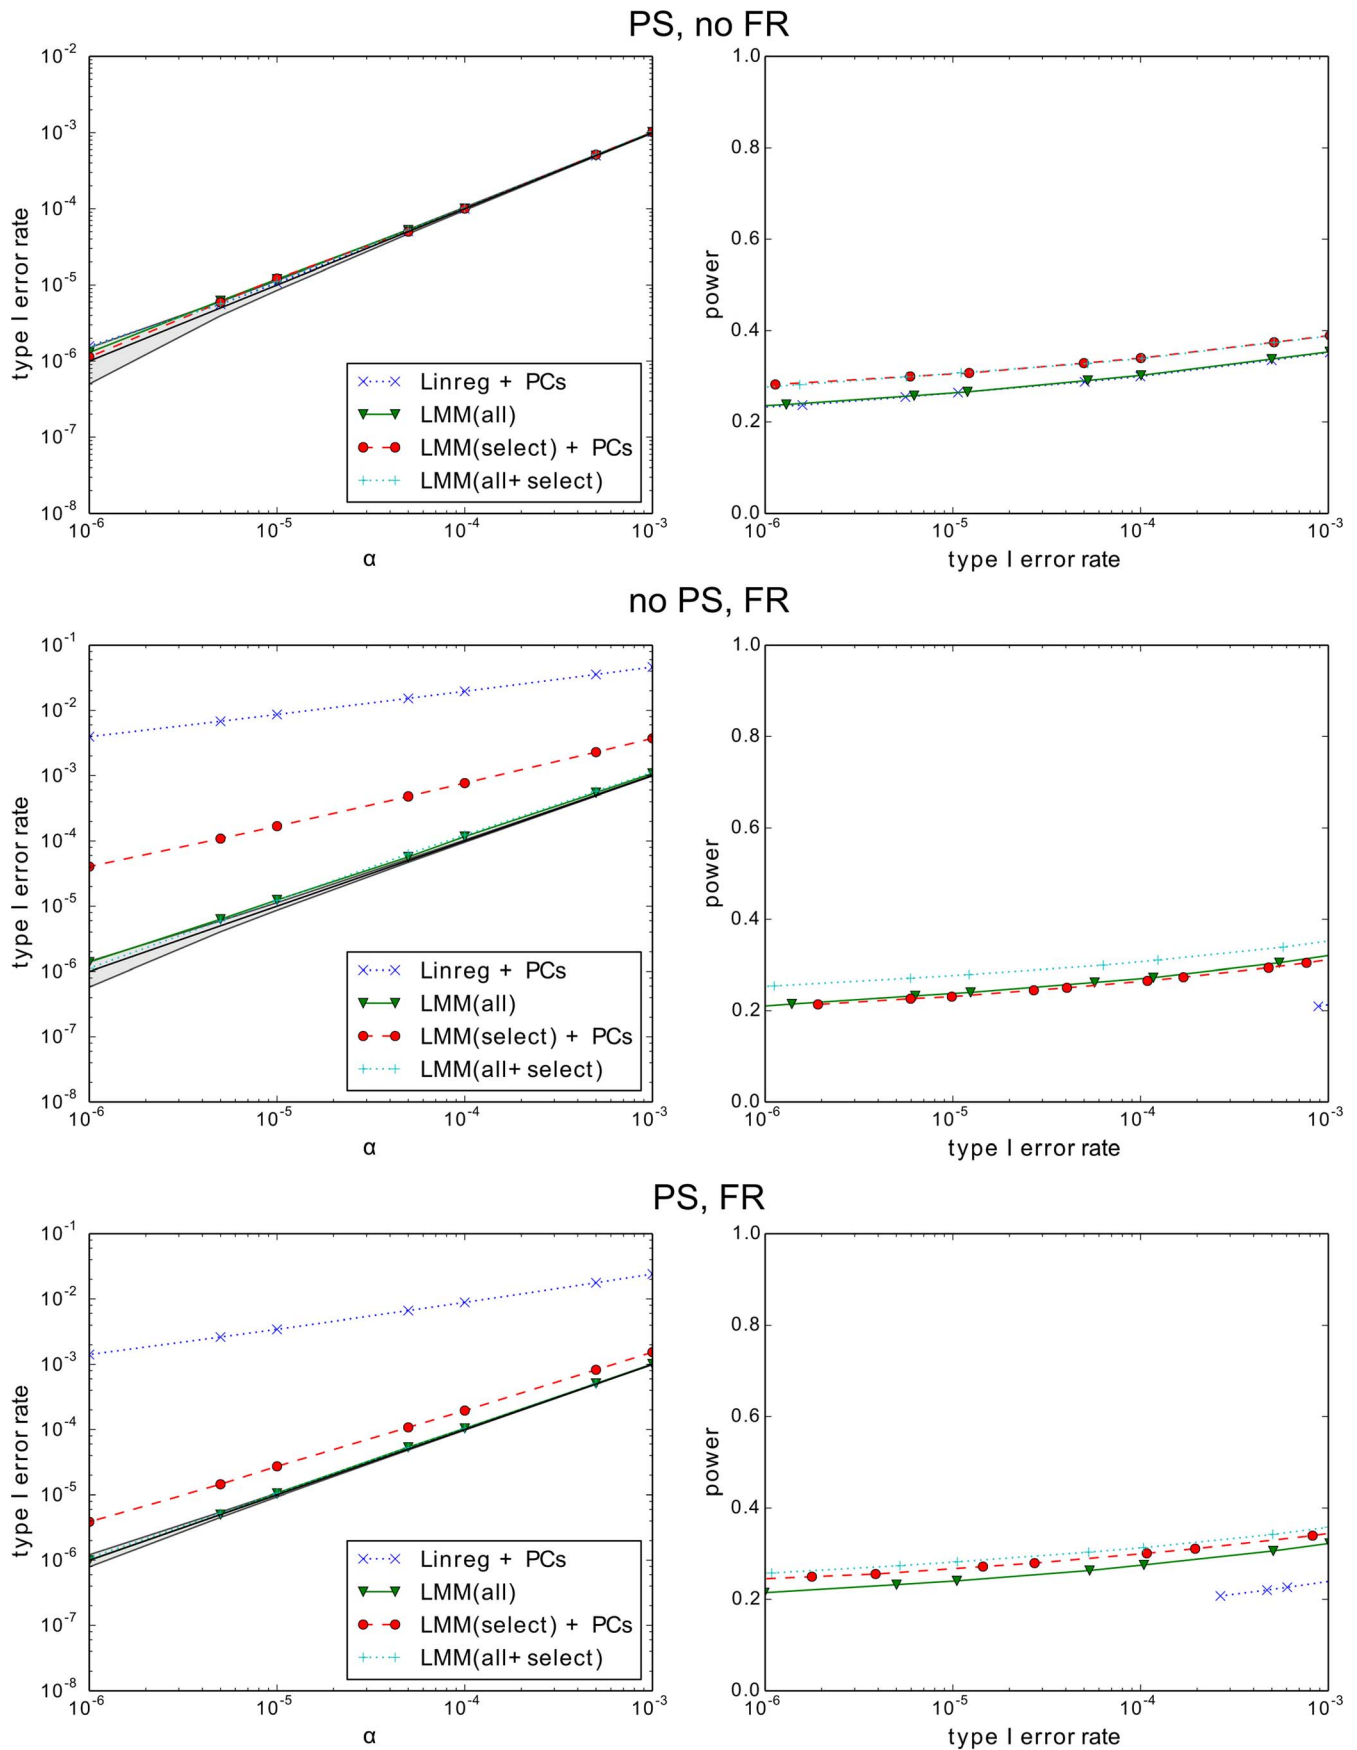 PS, no FR
type I error rate
10^-2
10^-3
10^-4
10^-5
10^-6
10^-7
10^-8
Linreg + PCs
LMM(all)
LMM(select) + PCs
LMM(all+ select)
10^-6 10^-5 10^-4 10^-3
α
power
1.0
0.8
0.6
0.4
0.2
0.0
10^-6 10^-5 10^-4 10^-3
type I error rate
no PS, FR
type I error rate
10^-1
10^-2
10^-3
10^-4
10^-5
10^-6
10^-7
10^-8
Linreg + PCs
LMM(all)
LMM(select) + PCs
LMM(all+ select)
10^-6 10^-5 10^-4 10^-3
α
power
1.0
0.8
0.6
0.4
0.2
0.0
10^-6 10^-5 10^-4 10^-3
type I error rate
PS, FR
type I error rate
10^-1
10^-2
10^-3
10^-4
10^-5
10^-6
10^-7
10^-8
Linreg + PCs
LMM(all)
LMM(select) + PCs
LMM(all+ select)
10^-6 10^-5 10^-4 10^-3
α
power
1.0
0.8
0.6
0.4
0.2
0.0
10^-6 10^-5 10^-4 10^-3
type I error rate